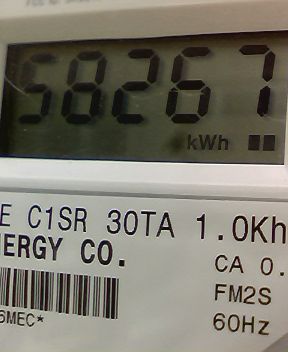 58267
kWh
E C1SR 30TA 1.0Kh
ERGY CO.
CA 0.
FM2S
6MEC*
60Hz